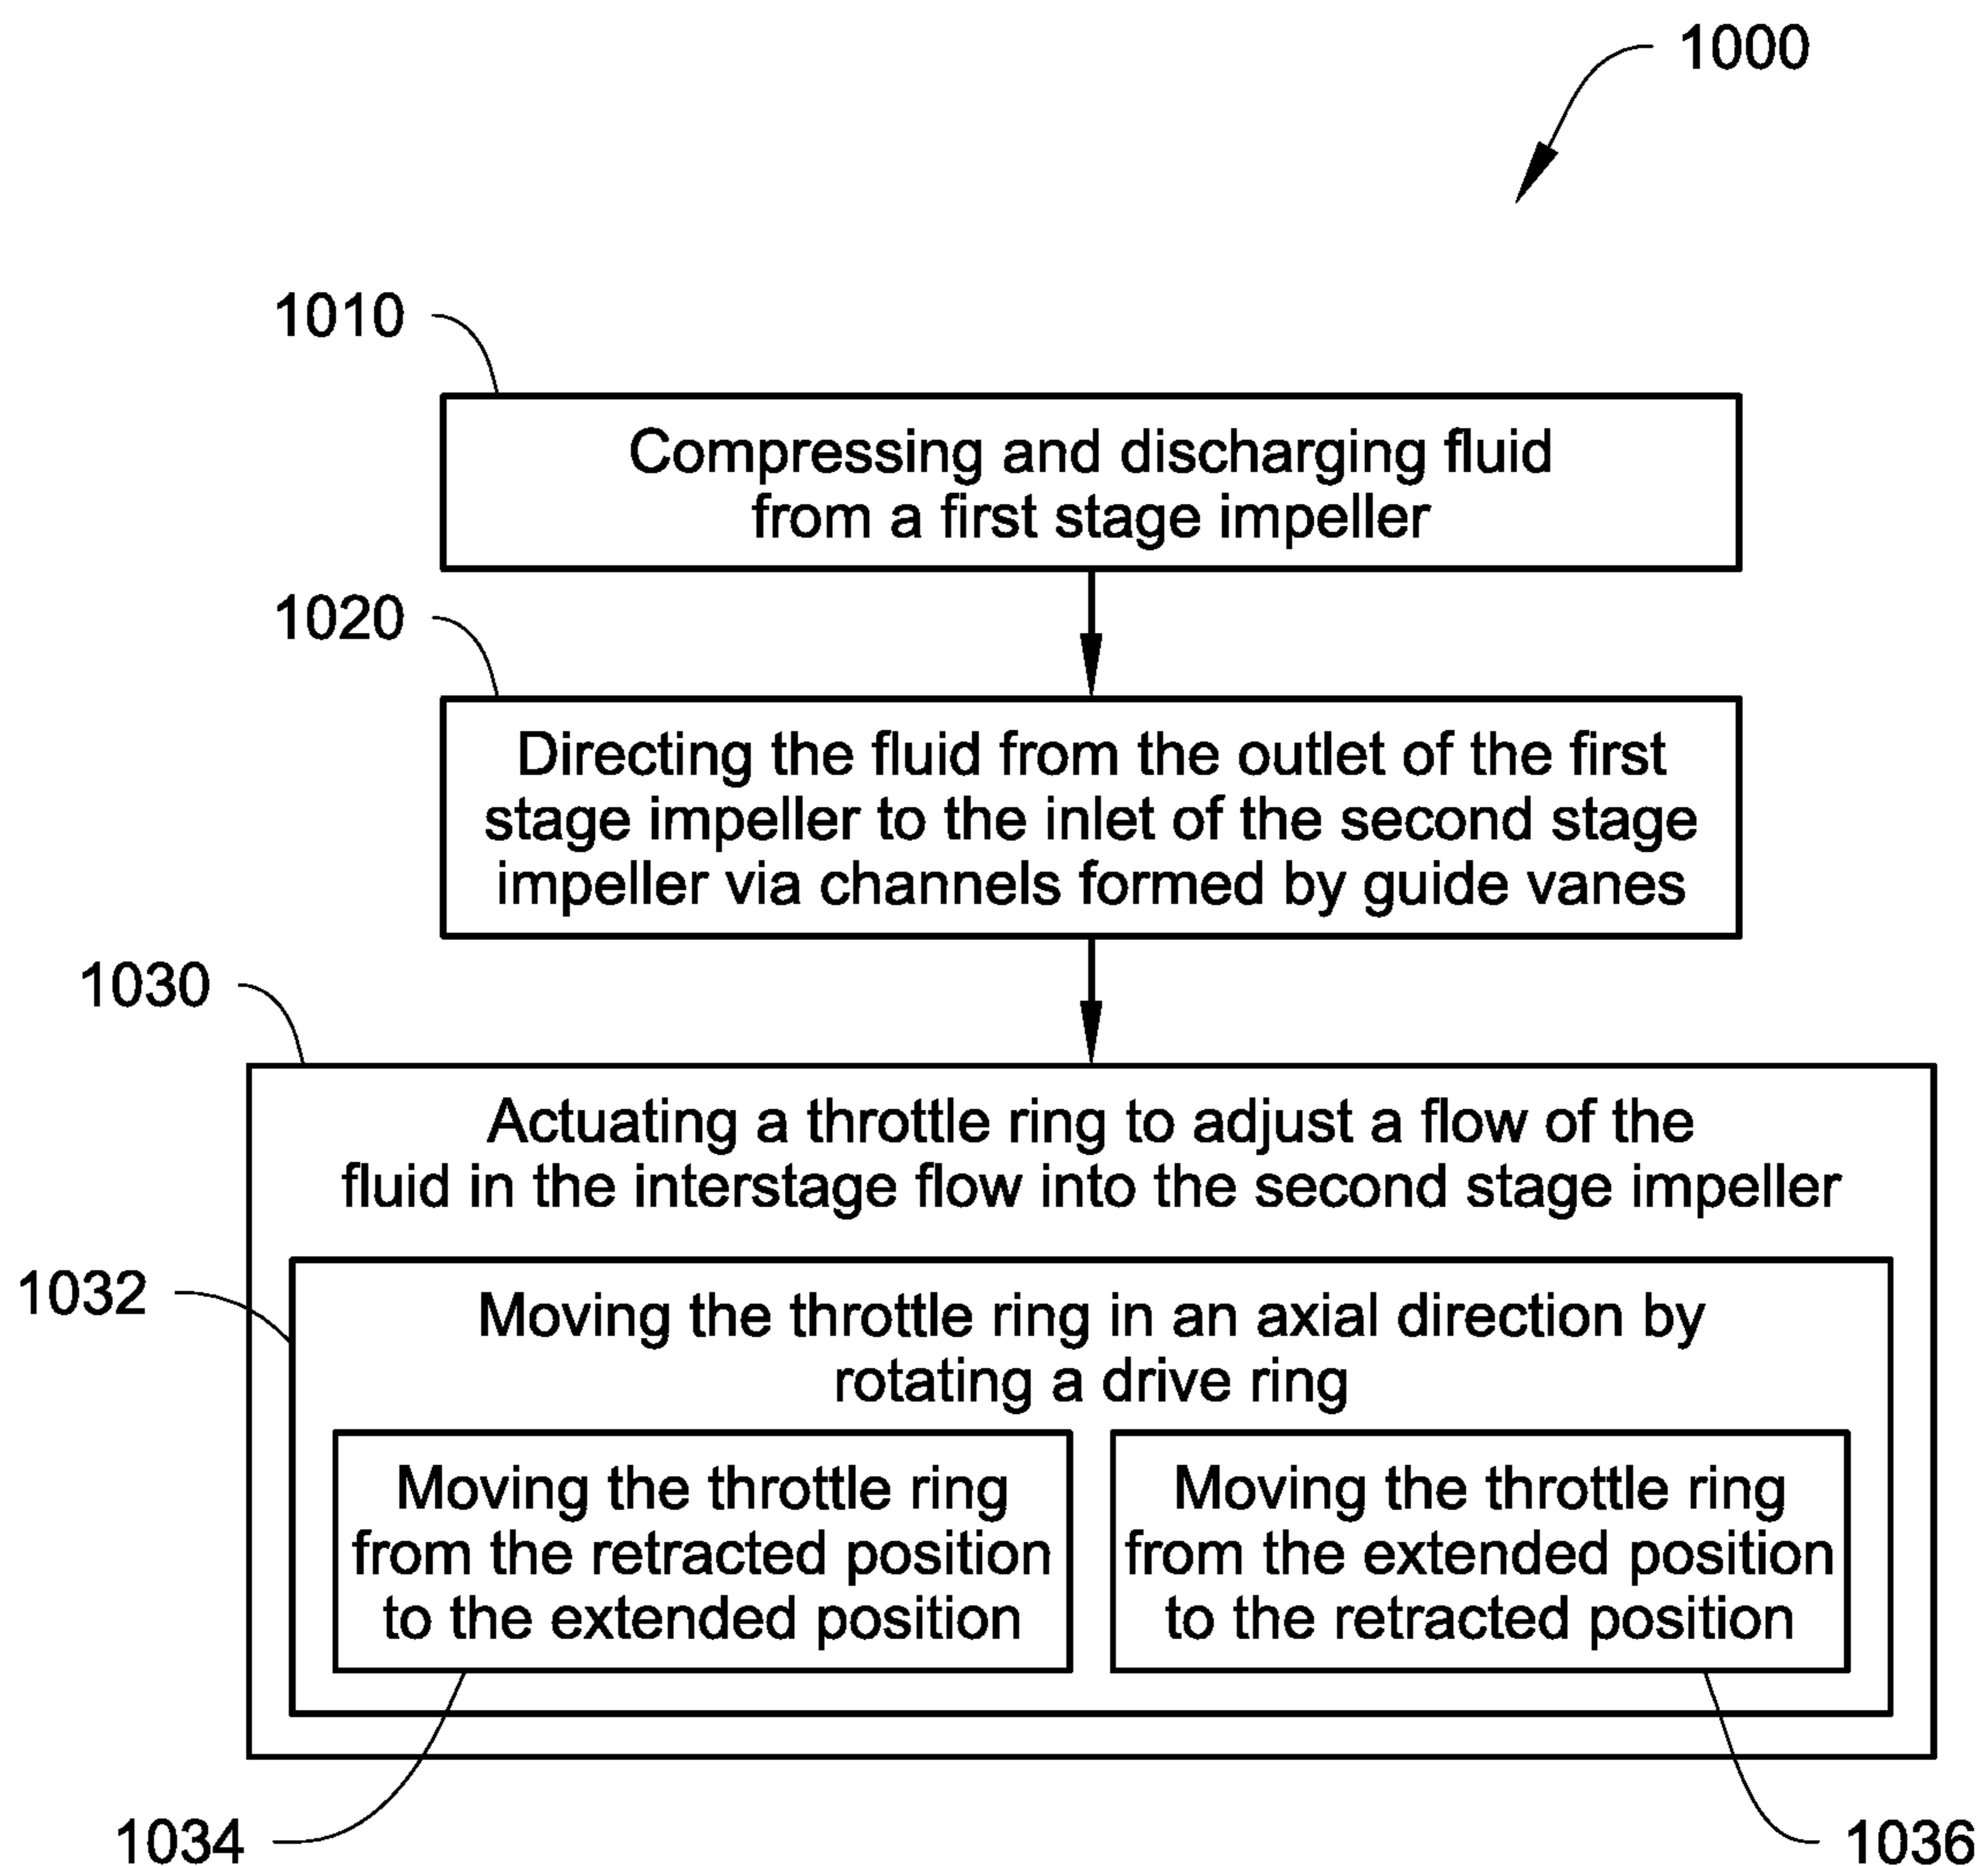 1000
1010
Compressing and discharging fluid
from a first stage impeller
1020
Directing the fluid from the outlet of the first
stage impeller to the inlet of the second stage
impeller via channels formed by guide vanes
1030
Actuating a throttle ring to adjust a flow of the
fluid in the interstage flow into the second stage impeller
1032
Moving the throttle ring in an axial direction by
rotating a drive ring
Moving the throttle ring
from the retracted position
to the extended position
Moving the throttle ring
from the extended position
to the retracted position
1034
1036